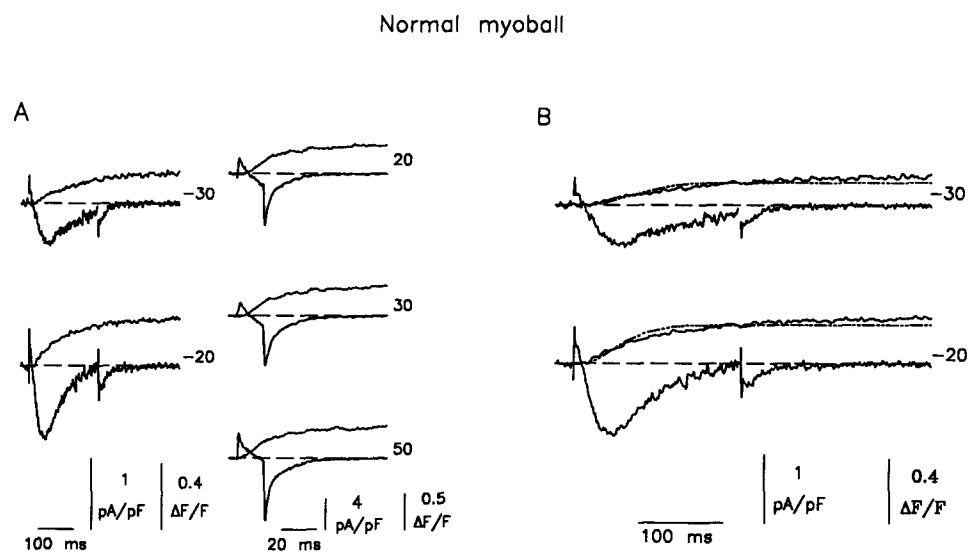 Normal myoball
A
B
-30
20
-20
30
50
1
pA/pF
0.4
ΔF/F
100 ms
4
pA/pF
0.5
ΔF/F
20 ms
-30
-20
1
pA/pF
0.4
ΔF/F
100 ms